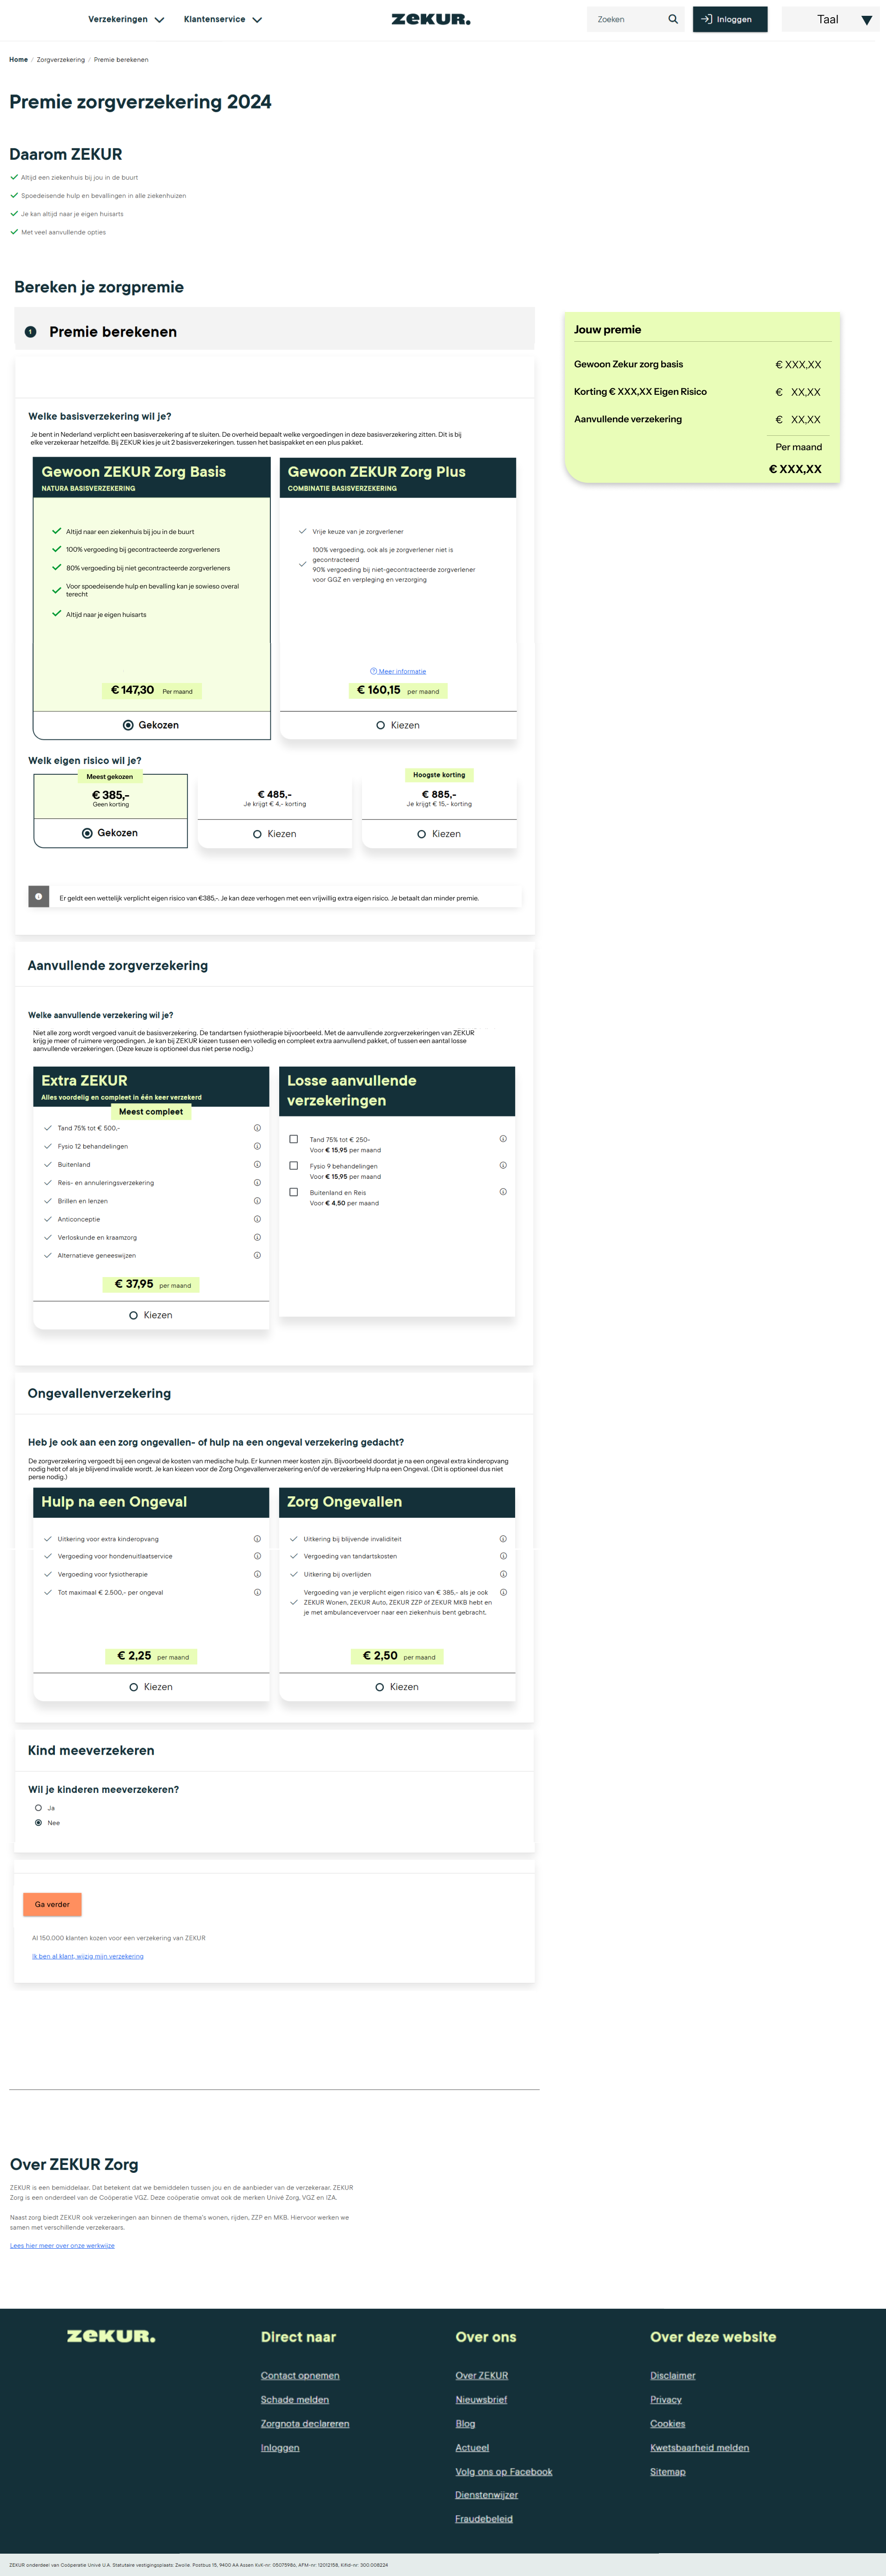 Verzekeringen
Klantenservice
ZEKUR.
Zoeken
Inloggen
Taal
Home / Zorgverzekering / Premie berekenen
Premie zorgverzekering 2024
Daarom ZEKUR
Altijd een ziekenhuis bij jou in de buurt
Spoedeisende hulp en bevallingen in alle ziekenhuizen
Je kan altijd naar je eigen huisarts
Met veel aanvullende opties
Bereken je zorgpremie
1 Premie berekenen
Jouw premie
Gewoon Zekur zorg basis € XXX,XX
Korting € XXX,XX Eigen Risico € XX,XX
Aanvullende verzekering € XX,XX
Per maand
€ XXX,XX
Welke basisverzekering wil je?
Je bent in Nederland verplicht een basisverzekering af te sluiten. De overheid bepaalt welke vergoedingen in deze basisverzekering zitten. Dit is bij
elke verzekeraar hetzelfde. Bij ZEKUR kies je uit 2 basisverzekeringen. tussen het basispakket en een plus pakket.
Gewoon ZEKUR Zorg Basis
NATURA BASISVERZEKERING
Altijd naar een ziekenhuis bij jou in de buurt
100% vergoeding bij gecontracteerde zorgverleners
80% vergoeding bij niet gecontracteerde zorgverleners
Voor spoedeisende hulp en bevalling kan je sowieso overal
terecht
Altijd naar je eigen huisarts
€ 147,30 Per maand
Gekozen
Gewoon ZEKUR Zorg Plus
COMBINATIE BASISVERZEKERING
Vrije keuze van je zorgverlener
100% vergoeding, ook als je zorgverlener niet is
gecontracteerd
90% vergoeding bij niet-gecontracteerde zorgverlener
voor GGZ en verpleging en verzorging
Meer informatie
€ 160,15 per maand
Kiezen
Welk eigen risico wil je?
Meest gekozen
€ 385,-
Geen korting
Gekozen
€ 485,-
Je krijgt € 4,- korting
Kiezen
Hoogste korting
€ 885,-
Je krijgt € 15,- korting
Kiezen
Er geldt een wettelijk verplicht eigen risico van €385,-. Je kan deze verhogen met een vrijwillig extra eigen risico. Je betaalt dan minder premie.
Aanvullende zorgverzekering
Welke aanvullende verzekering wil je?
Niet alle zorg wordt vergoed vanuit de basisverzekering. De tandartsen fysiotherapie bijvoorbeeld. Met de aanvullende zorgverzekeringen van ZEKUR
krijg je meer of ruimere vergoedingen. Je kan bij ZEKUR kiezen tussen een volledig en compleet extra aanvullend pakket, of tussen een aantal losse
aanvullende verzekeringen. (Deze keuze is optioneel dus niet perse nodig.)
Extra ZEKUR
Alles voordelig en compleet in één keer verzekerd
Meest compleet
Tand 75% tot € 500,-
Fysio 12 behandelingen
Buitenland
Reis- en annuleringsverzekering
Brillen en lenzen
Anticonceptie
Verloskunde en kraamzorg
Alternatieve geneeswijzen
€ 37,95 per maand
Kiezen
Losse aanvullende
verzekeringen
Tand 75% tot € 250-
Voor € 15,95 per maand
Fysio 9 behandelingen
Voor € 15,95 per maand
Buitenland en Reis
Voor € 4,50 per maand
Ongevallenverzekering
Heb je ook aan een zorg ongevallen- of hulp na een ongeval verzekering gedacht?
De zorgverzekering vergoedt bij een ongeval de kosten van medische hulp. Er kunnen meer kosten zijn. Bijvoorbeeld doordat je na een ongeval extra kinderopvang
nodig hebt of als je blijvend invalide wordt. Je kan kiezen voor de Zorg Ongevallenverzekering en/of de verzekering Hulp na een Ongeval. (Dit is optioneel dus niet
perse nodig.)
Hulp na een Ongeval
Uitkering voor extra kinderopvang
Vergoeding voor hondenuitlaatservice
Vergoeding voor fysiotherapie
Tot maximaal € 2.500,- per ongeval
€ 2,25 per maand
Kiezen
Zorg Ongevallen
Uitkering bij blijvende invaliditeit
Vergoeding van tandartskosten
Uitkering bij overlijden
Vergoeding van je verplicht eigen risico van € 385,- als je ook
ZEKUR Wonen, ZEKUR Auto, ZEKUR ZZP óf ZEKUR MKB hebt en
je met ambulancevervoer naar een ziekenhuis bent gebracht.
€ 2,50 per maand
Kiezen
Kind meeverzekeren
Wil je kinderen meeverzekeren?
Ja
Nee
Ga verder
Al 150.000 klanten kozen voor een verzekering van ZEKUR
Ik ben al klant, wijzig mijn verzekering
Over ZEKUR Zorg
ZEKUR is een bemiddelaar. Dat betekent dat we bemiddelen tussen jou en de aanbieder van de verzekeraar. ZEKUR
Zorg is een onderdeel van de Coöperatie VGZ. Deze coöperatie omvat ook de merken Univé Zorg, VGZ en IZA.
Naast zorg biedt ZEKUR ook verzekeringen aan binnen de thema's wonen, rijden, ZZP en MKB. Hiervoor werken we
samen met verschillende verzekeraars.
Lees hier meer over onze werkwijze
ZEKUR.
Direct naar
Contact opnemen
Schade melden
Zorgnota declareren
Inloggen
Over ons
Over ZEKUR
Nieuwsbrief
Blog
Actueel
Volg ons op Facebook
Dienstenwijzer
Fraudebeleid
Over deze website
Disclaimer
Privacy
Cookies
Kwetsbaarheid melden
Sitemap
ZEKUR onderdeel van Coöperatie Univé U.A. Statutaire vestigingsplaats: Zwolle. Postbus 15, 9400 AA Assen KvK-nr: 05075986, AFM-nr: 12012158, Kifid-nr: 300.008224